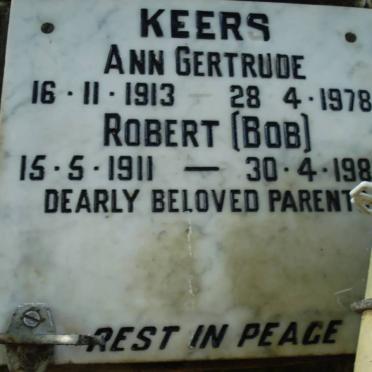 KEERS
ANN GERTRUDE
16·11·1913 28 4·1978
ROBERT (BOB)
15·5·1911 — 30·4·198
DEARLY BELOVED PARENT
REST IN PEACE